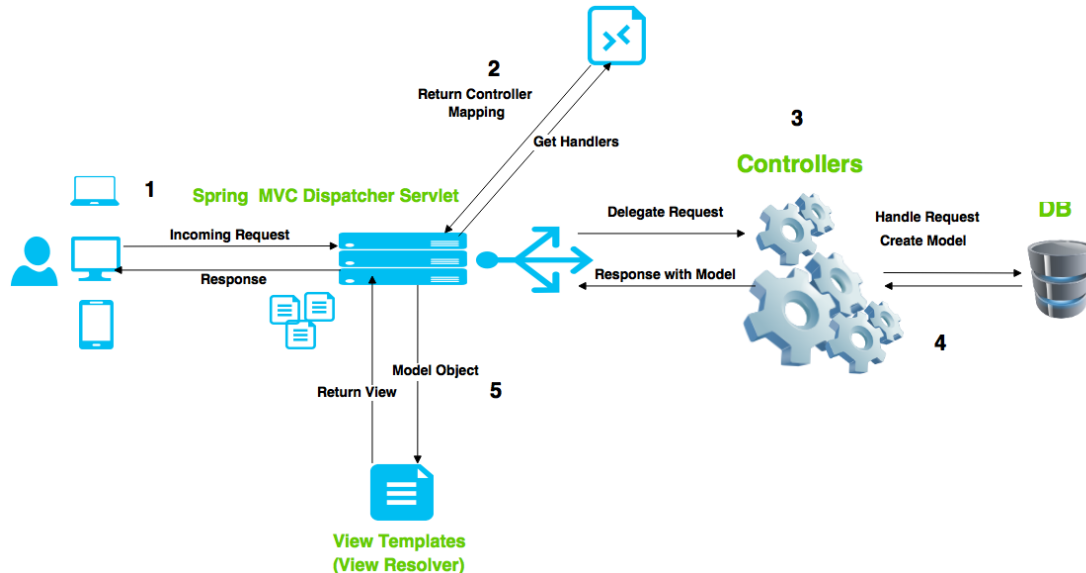 2
Return Controller
Mapping
Get Handlers
3
Controllers
1
Spring  MVC Dispatcher Servlet
Incoming Request
Response
Delegate Request
Response with Model
Handle Request
Create Model
DB
4
Model Object
Return View
5
View Templates
(View Resolver)